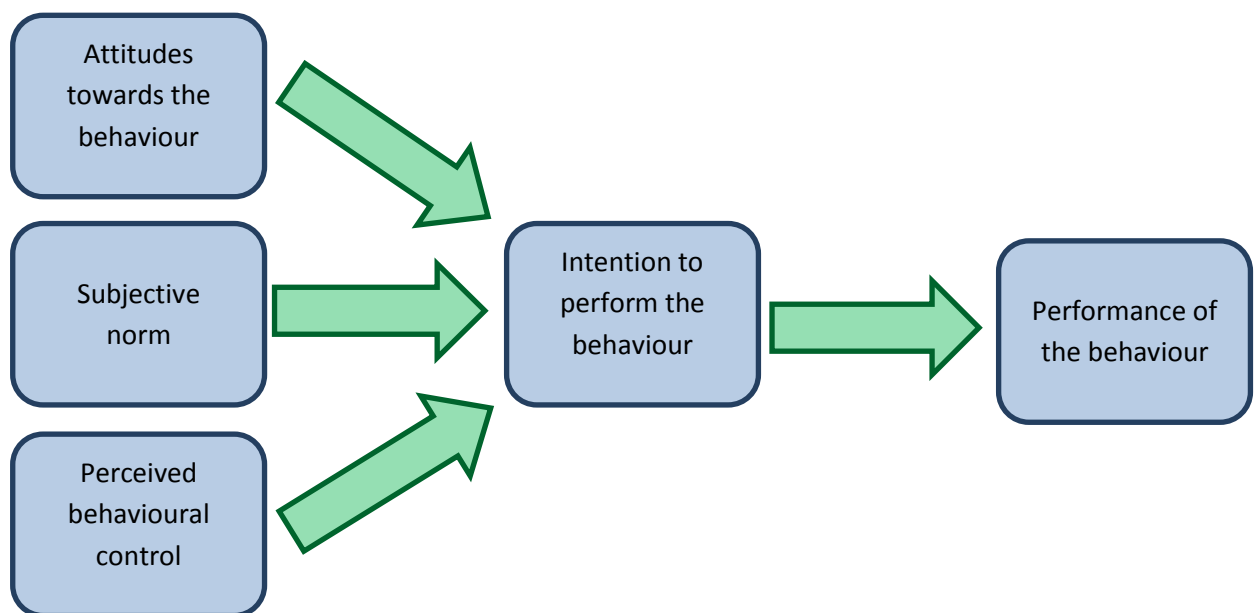 Attitudes
towards the
behaviour
Subjective
norm
Perceived
behavioural
control
Intention to
perform the
behaviour
Performance of
the behaviour